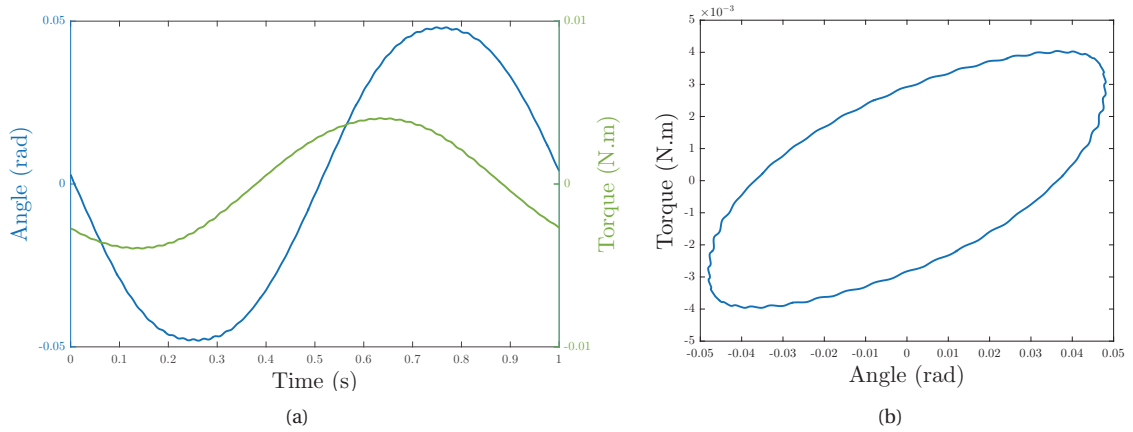 0.05
0
-0.05
Angle (rad)
0.01
0
-0.01
Torque (N.m)
0 0.1 0.2 0.3 0.4 0.5 0.6 0.7 0.8 0.9 1
Time (s)
(a)
×10⁻³
5
4
3
2
1
0
-1
-2
-3
-4
-5
Torque (N.m)
-0.05 -0.04 -0.03 -0.02 -0.01 0 0.01 0.02 0.03 0.04 0.05
Angle (rad)
(b)